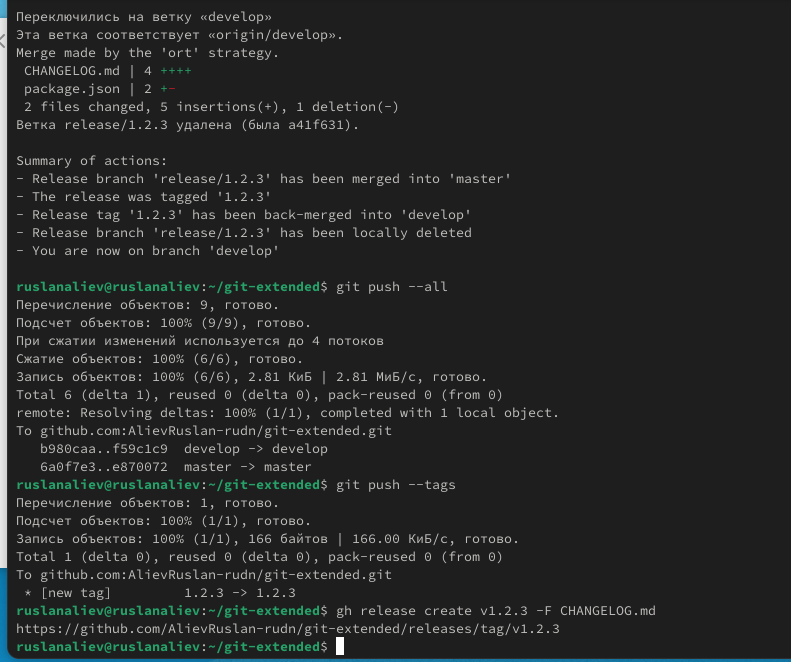 Переключились на ветку «develop»
Эта ветка соответствует «origin/develop».
Merge made by the 'ort' strategy.
 CHANGELOG.md | 4 ++++
 package.json | 2 +-
 2 files changed, 5 insertions(+), 1 deletion(-)
Ветка release/1.2.3 удалена (была a41f631).

Summary of actions:
- Release branch 'release/1.2.3' has been merged into 'master'
- The release was tagged '1.2.3'
- Release tag '1.2.3' has been back-merged into 'develop'
- Release branch 'release/1.2.3' has been locally deleted
- You are now on branch 'develop'

ruslanaliev@ruslanaliev:~/git-extended$ git push --all
Перечисление объектов: 9, готово.
Подсчет объектов: 100% (9/9), готово.
При сжатии изменений используется до 4 потоков
Сжатие объектов: 100% (6/6), готово.
Запись объектов: 100% (6/6), 2.81 КиБ | 2.81 МиБ/с, готово.
Total 6 (delta 1), reused 0 (delta 0), pack-reused 0 (from 0)
remote: Resolving deltas: 100% (1/1), completed with 1 local object.
To github.com:AlievRuslan-rudn/git-extended.git
   b980caa..f59c1c9  develop -> develop
   6a0f7e3..e870072  master -> master
ruslanaliev@ruslanaliev:~/git-extended$ git push --tags
Перечисление объектов: 1, готово.
Подсчет объектов: 100% (1/1), готово.
Запись объектов: 100% (1/1), 166 байтов | 166.00 КиБ/с, готово.
Total 1 (delta 0), reused 0 (delta 0), pack-reused 0 (from 0)
To github.com:AlievRuslan-rudn/git-extended.git
 * [new tag]         1.2.3 -> 1.2.3
ruslanaliev@ruslanaliev:~/git-extended$ gh release create v1.2.3 -F CHANGELOG.md
https://github.com/AlievRuslan-rudn/git-extended/releases/tag/v1.2.3
ruslanaliev@ruslanaliev:~/git-extended$